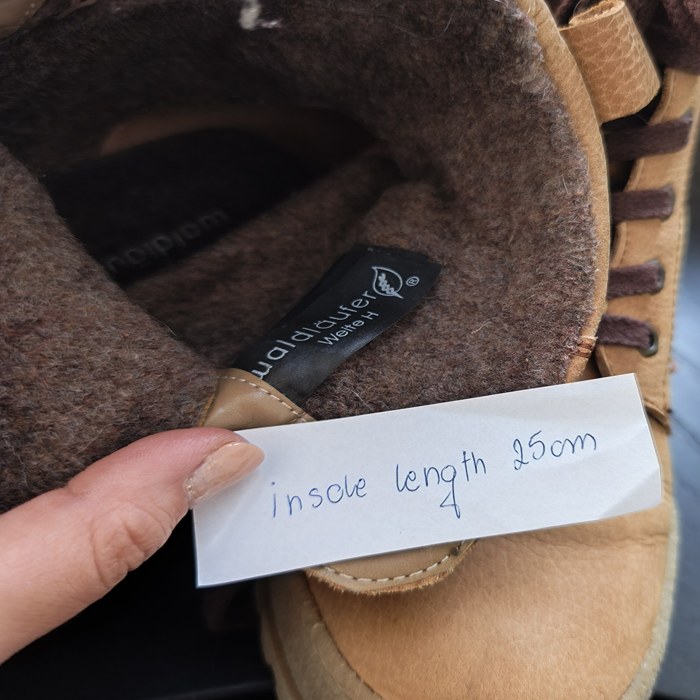 waldläufer®
Weite H
insole length 25cm